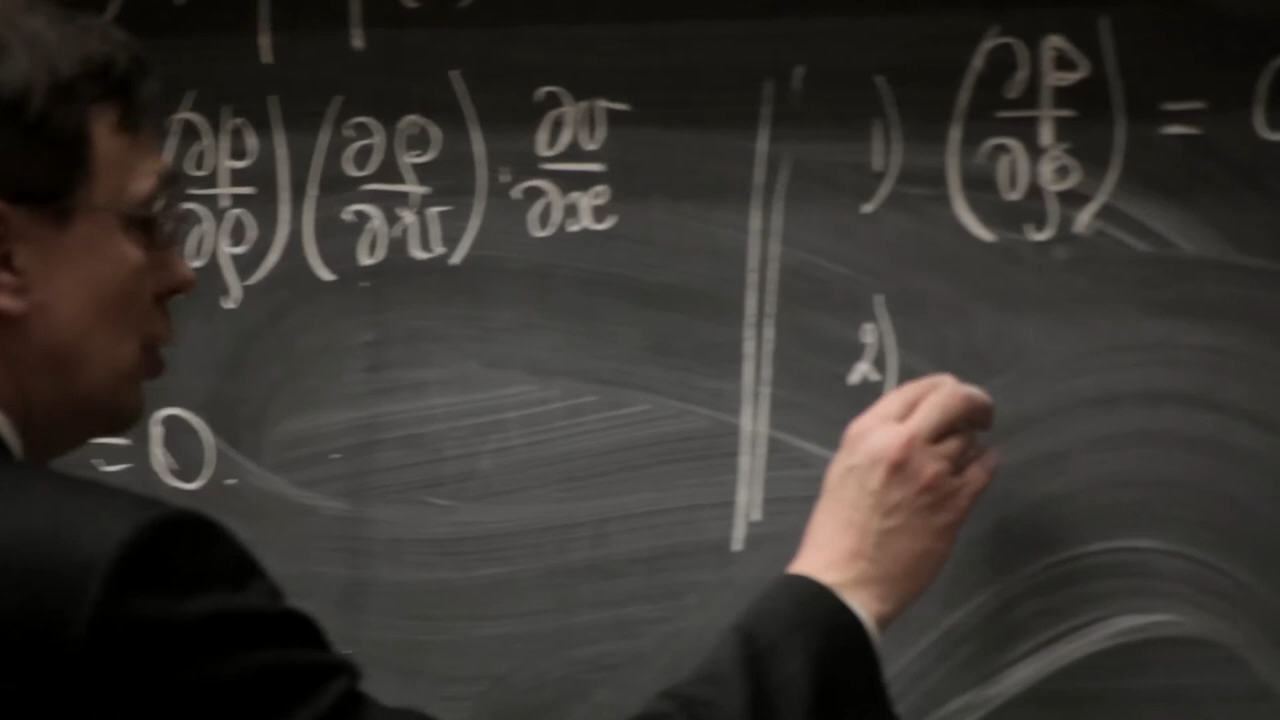 (∂p/∂ρ)(∂ρ/∂v)·∂v/∂x
= 0.
1) (∂p/∂ρ) =
2)